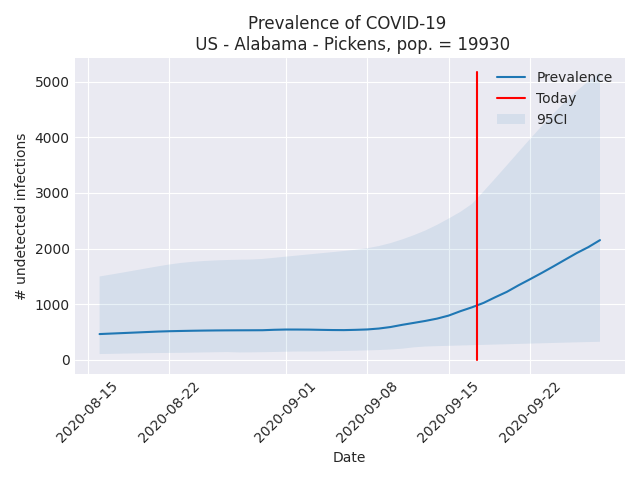 Prevalence of COVID-19
US - Alabama - Pickens, pop. = 19930
Prevalence
Today
95CI
5000
4000
3000
2000
1000
0
# undetected infections
2020-08-15
2020-08-22
2020-09-01
2020-09-08
2020-09-15
2020-09-22
Date